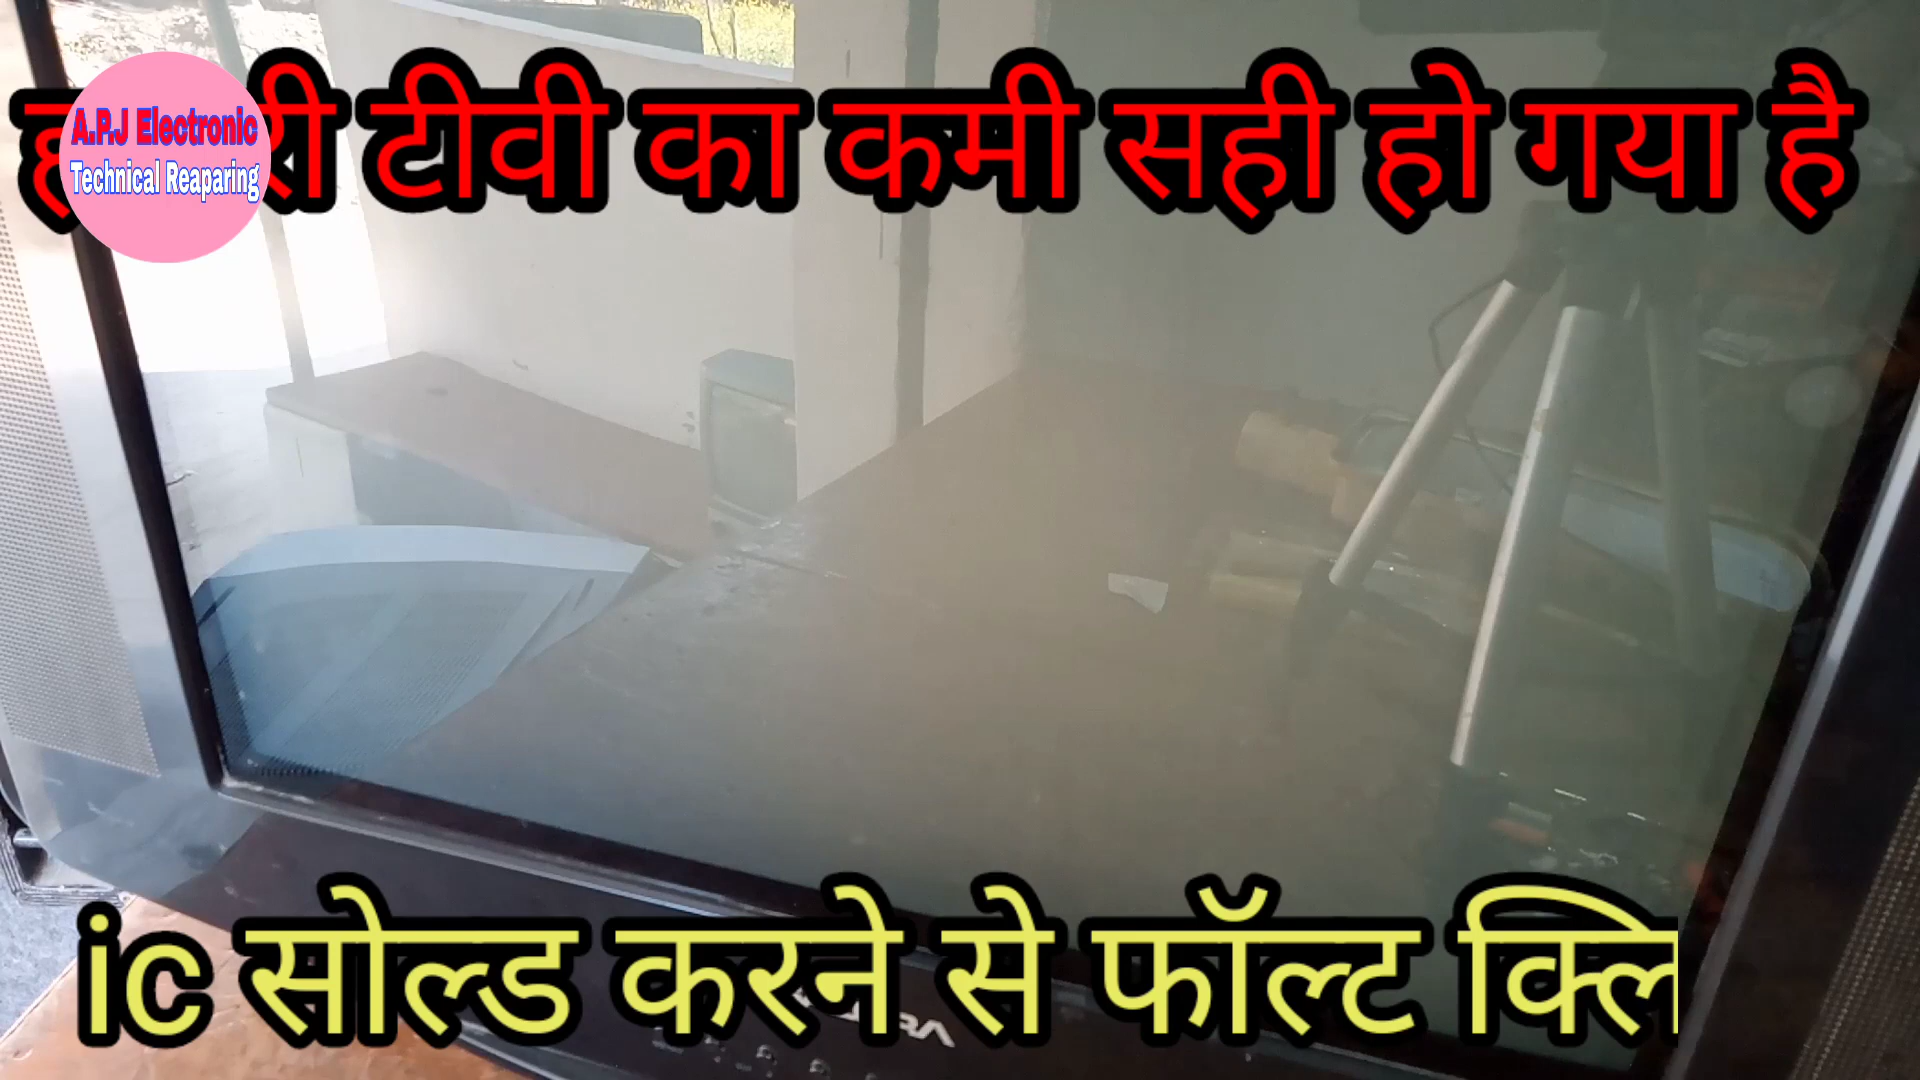 A.P.J Electronic
Technical Reaparing
टीवी का कमी सही हो गया है
ic सोल्ड करने से फॉल्ट